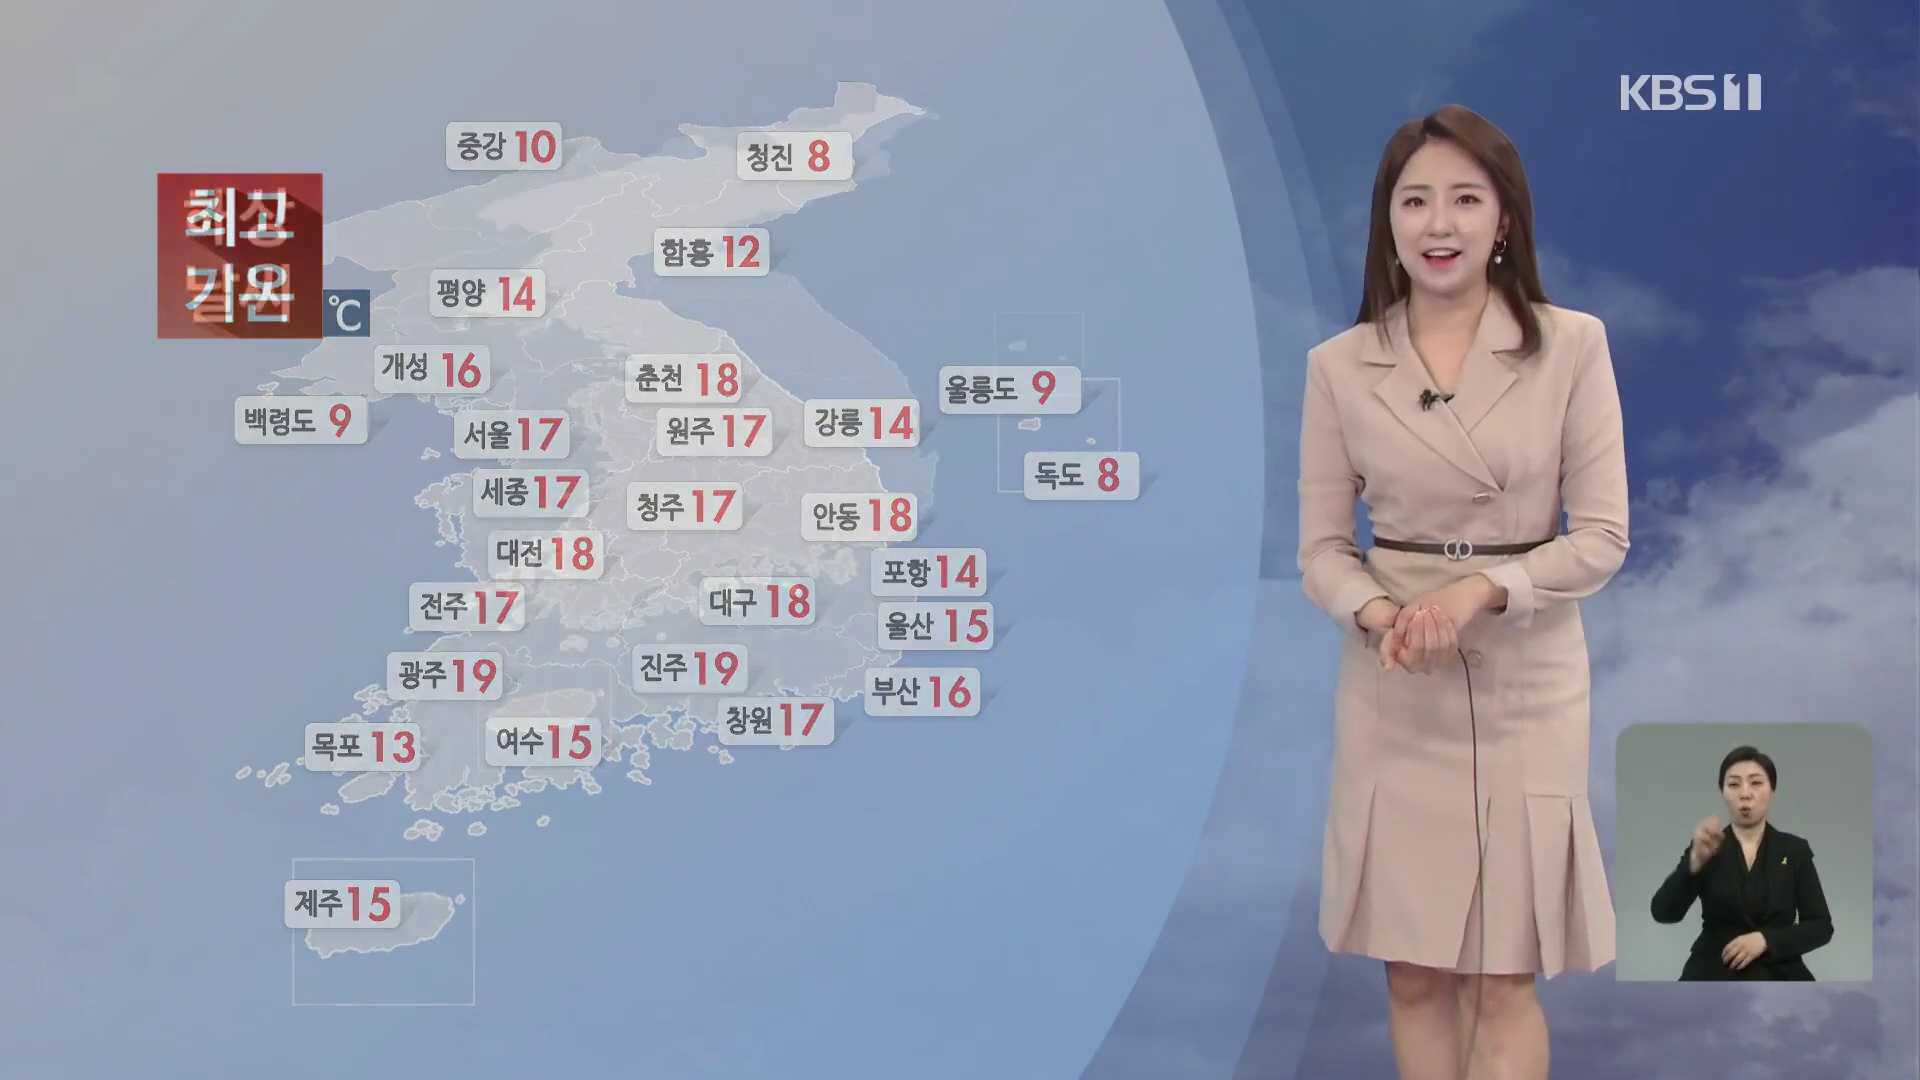 KBS 1
최고
기온
℃
중강 10
청진 8
함흥 12
평양 14
개성 16
춘천 18
울릉도 9
백령도 9
서울 17
원주 17
강릉 14
독도 8
세종 17
청주 17
안동 18
대전 18
포항 14
전주 17
대구 18
울산 15
광주 19
진주 19
부산 16
목포 13
여수 15
창원 17
제주 15